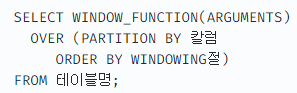 SELECT WINDOW_FUNCTION(ARGUMENTS)
OVER (PARTITION BY 칼럼
ORDER BY WINDOWING절)
FROM 테이블명;